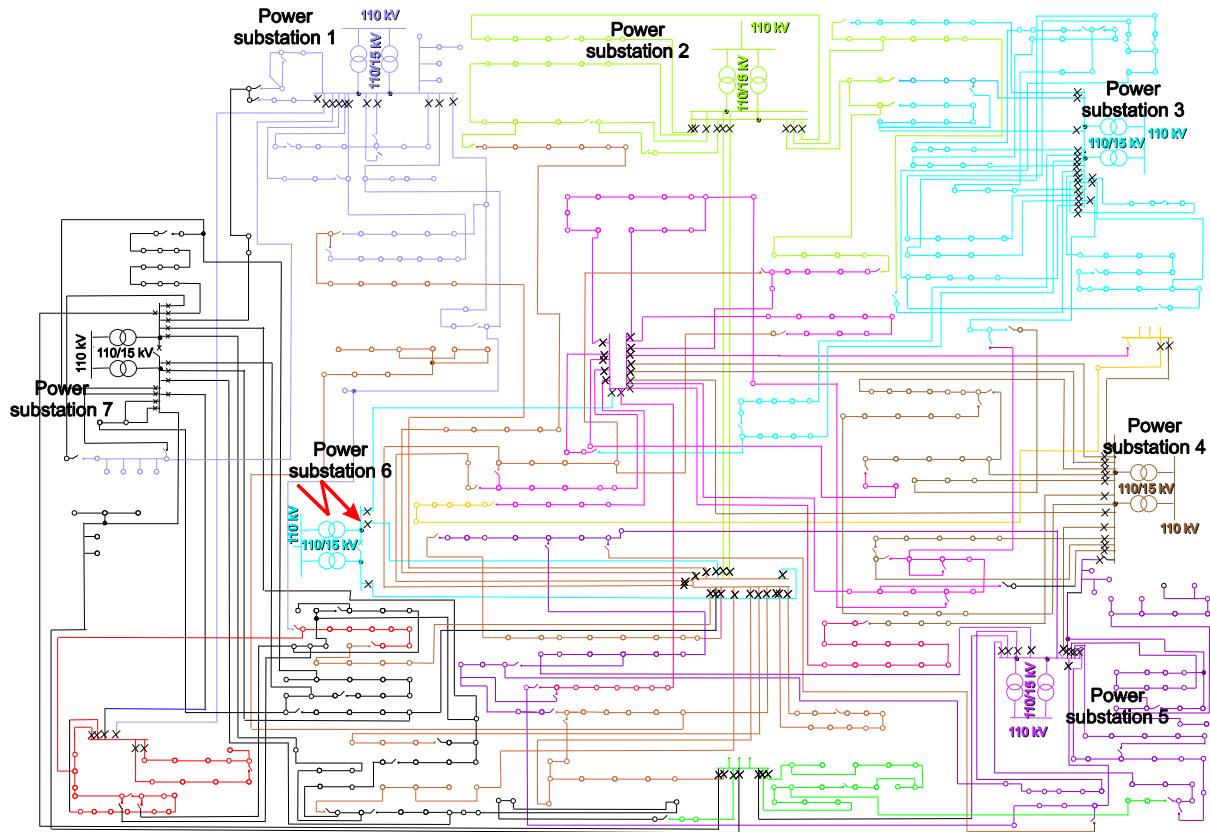 Power
substation 1
110 kV
110/15 kV
Power
substation 2
110 kV
110/15 kV
Power
substation 3
110 kV
110/15 kV
110 kV
110/15 kV
Power
substation 7
Power
substation 4
110/15 kV
110 kV
Power
substation 6
110 kV
110/15 kV
110/15 kV
Power
substation 5
110 kV